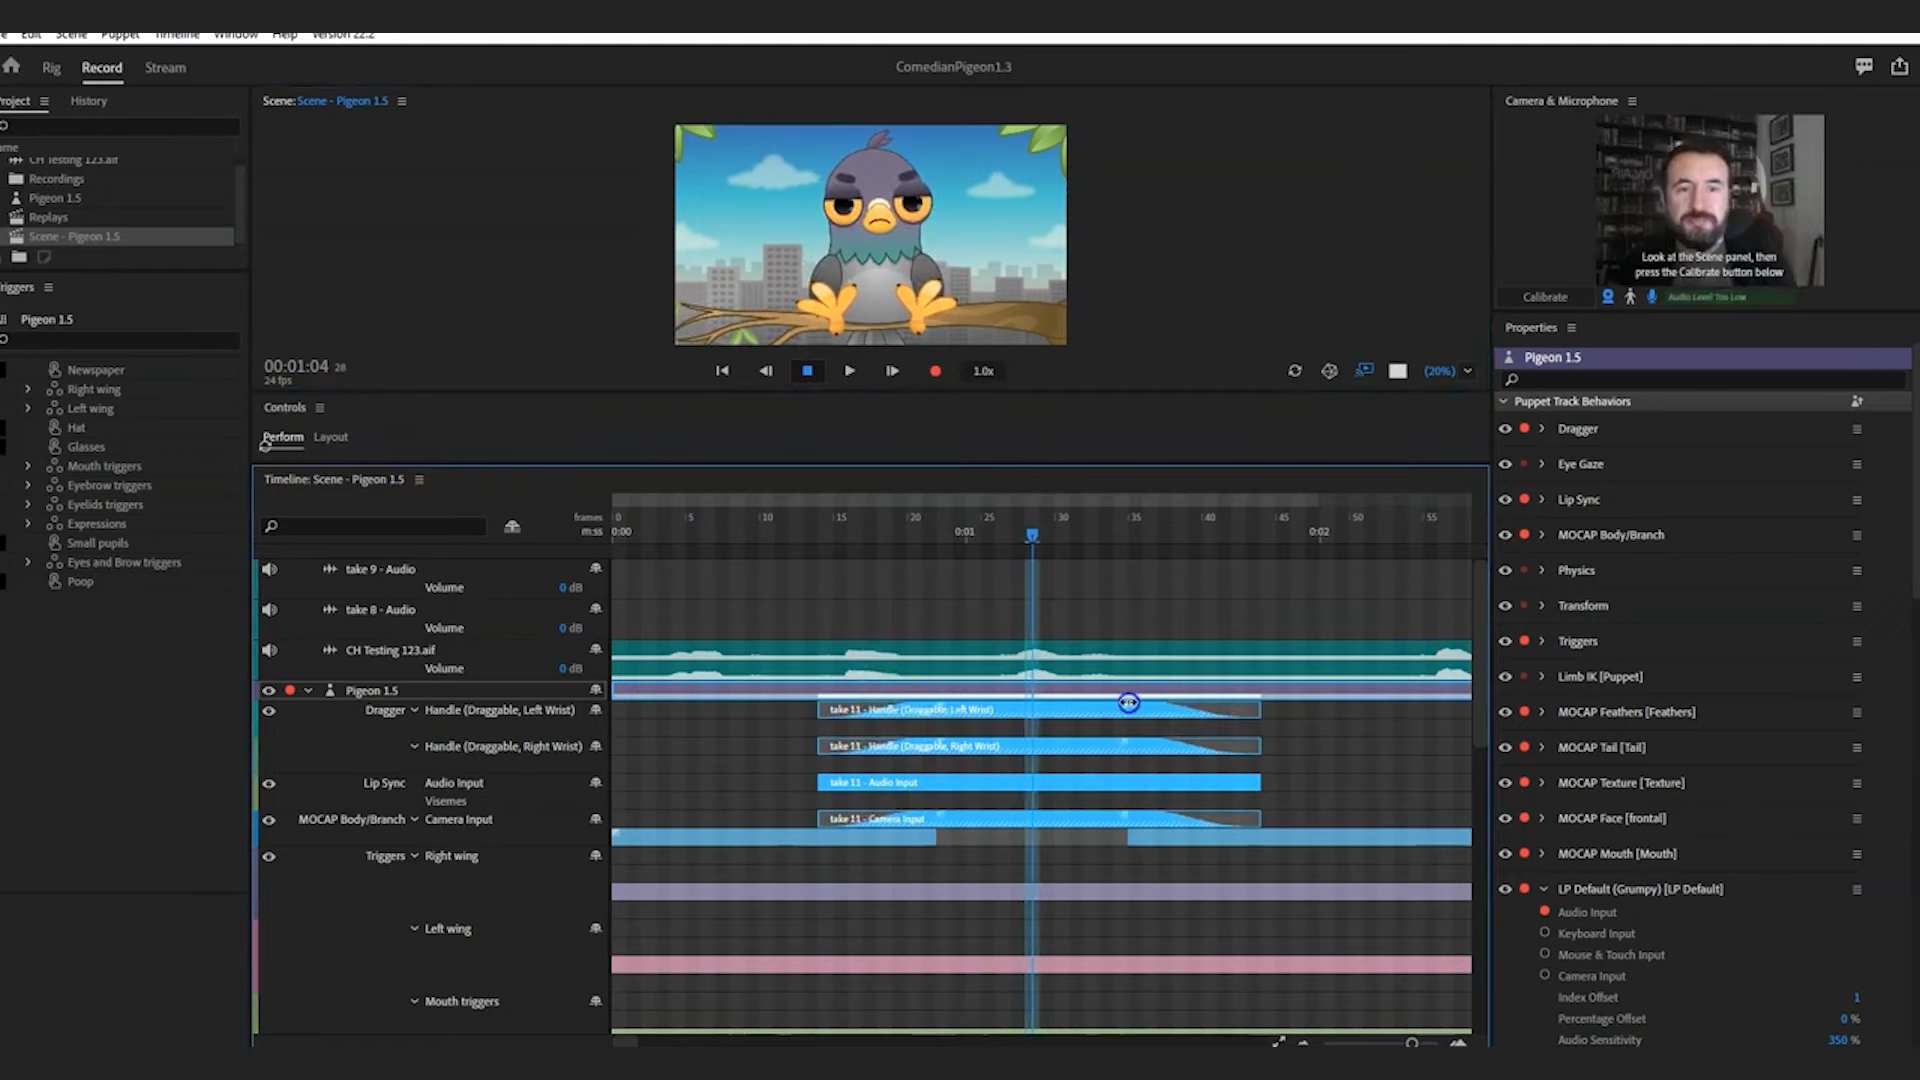 Edit Scene Puppet Timeline Window Help Version 22.2
Rig Record Stream
ComedianPigeon1.3
Project History
Scene: Scene - Pigeon 1.5
Camera & Microphone
CH Testing 123.aif
Recordings
Pigeon 1.5
Replays
Scene - Pigeon 1.5
Look at the Scene panel, then
press the Calibrate button below
Calibrate
Audio Level Too Low
Triggers
Pigeon 1.5
Newspaper
Right wing
Left wing
Hat
Glasses
Mouth triggers
Eyebrow triggers
Eyelids triggers
Expressions
Small pupils
Eyes and Brow triggers
Poop
00:01:04 28
24 fps
1.0x
(20%)
Controls
Perform Layout
Timeline: Scene - Pigeon 1.5
frames 0 5 10 15 20 25 30 35 40 45 50 55
m:ss 0:00 0:01 0:02
take 9 - Audio
Volume 0 dB
take 8 - Audio
Volume 0 dB
CH Testing 123.aif
Volume 0 dB
Pigeon 1.5
Dragger Handle (Draggable, Left Wrist)
take 11 - Handle (Draggable, Left Wrist)
Handle (Draggable, Right Wrist)
take 11 - Handle (Draggable, Right Wrist)
Lip Sync Audio Input
take 11 - Audio Input
Visemes
MOCAP Body/Branch Camera Input
take 11 - Camera Input
Triggers Right wing
Left wing
Mouth triggers
Properties
Pigeon 1.5
Puppet Track Behaviors
Dragger
Eye Gaze
Lip Sync
MOCAP Body/Branch
Physics
Transform
Triggers
Limb IK [Puppet]
MOCAP Feathers [Feathers]
MOCAP Tail [Tail]
MOCAP Texture [Texture]
MOCAP Face [frontal]
MOCAP Mouth [Mouth]
LP Default (Grumpy) [LP Default]
Audio Input
Keyboard Input
Mouse & Touch Input
Camera Input
Index Offset 1
Percentage Offset 0 %
Audio Sensitivity 350 %